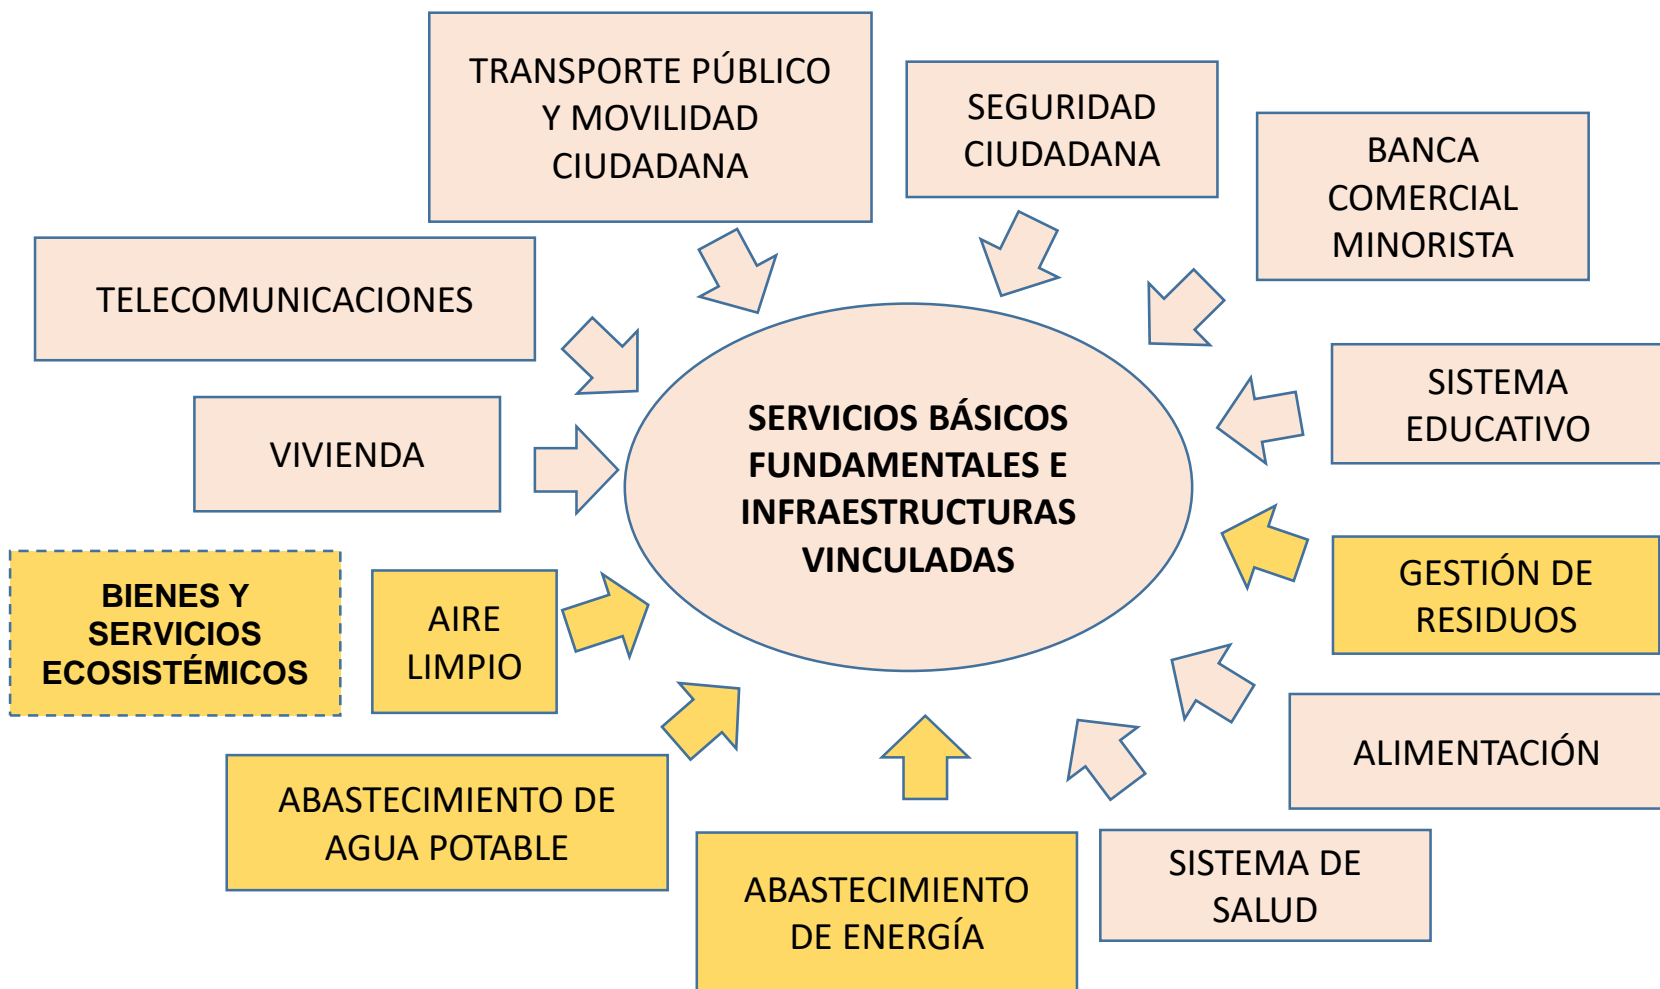 TRANSPORTE PÚBLICO
Y MOVILIDAD
CIUDADANA
SEGURIDAD
CIUDADANA
BANCA
COMERCIAL
MINORISTA
TELECOMUNICACIONES
SISTEMA
EDUCATIVO
VIVIENDA
SERVICIOS BÁSICOS
FUNDAMENTALES E
INFRAESTRUCTURAS
VINCULADAS
BIENES Y
SERVICIOS
ECOSISTÉMICOS
AIRE
LIMPIO
GESTIÓN DE
RESIDUOS
ALIMENTACIÓN
ABASTECIMIENTO DE
AGUA POTABLE
ABASTECIMIENTO
DE ENERGÍA
SISTEMA DE
SALUD